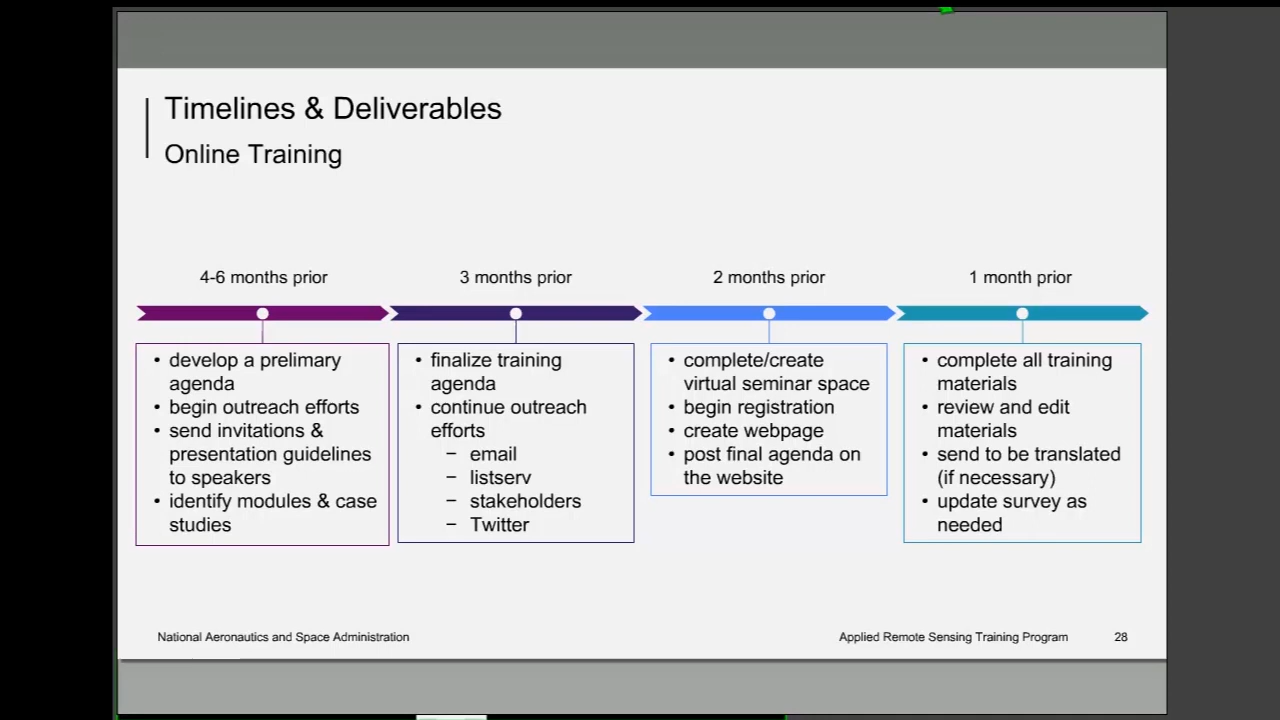 Timelines & Deliverables
Online Training
4-6 months prior
• develop a prelimary
agenda
• begin outreach efforts
• send invitations &
presentation guidelines
to speakers
• identify modules & case
studies
3 months prior
• finalize training
agenda
• continue outreach
efforts
− email
− listserv
− stakeholders
− Twitter
2 months prior
• complete/create
virtual seminar space
• begin registration
• create webpage
• post final agenda on
the website
1 month prior
• complete all training
materials
• review and edit
materials
• send to be translated
(if necessary)
• update survey as
needed
National Aeronautics and Space Administration
Applied Remote Sensing Training Program 28